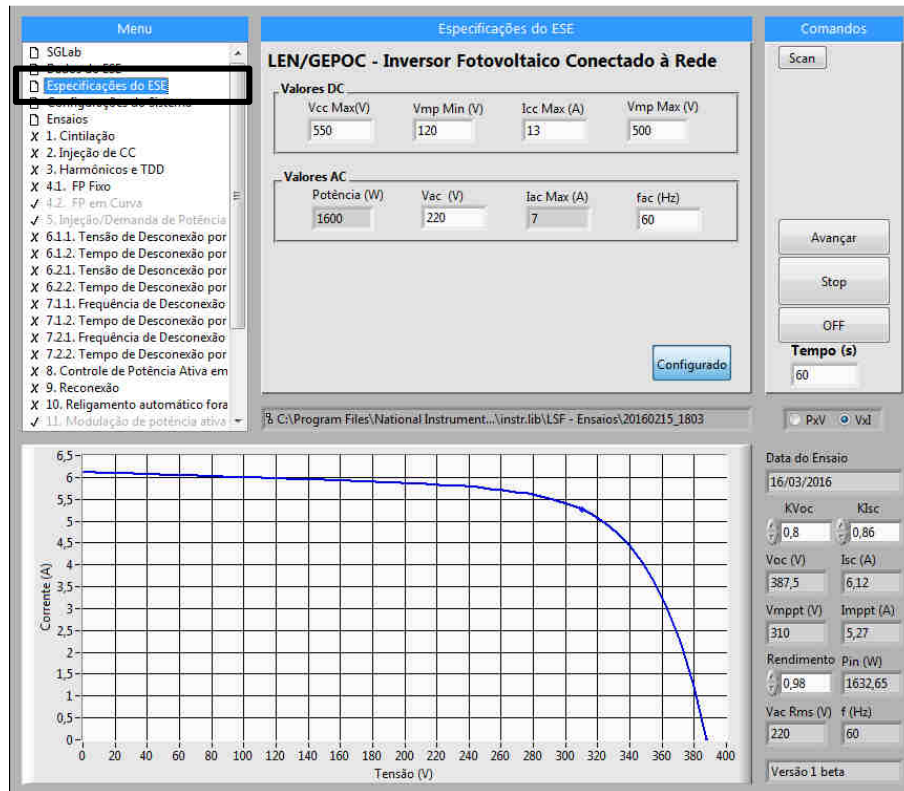 Menu
SGLab
Dados do ESE
Especificações do ESE
Configurações do Sistema
Ensaios
X 1. Cintilação
X 2. Injeção de CC
X 3. Harmônicos e TDD
X 4.1. FP Fixo
✓ 4.2. FP em Curva
✓ 5. Injeção/Demanda de Potência
X 6.1.1. Tensão de Desconexão por
X 6.1.2. Tempo de Desconexão por
X 6.2.1. Tensão de Desoncexão por
X 6.2.2. Tempo de Desconexão por
X 7.1.1. Frequência de Desconexão
X 7.1.2. Tempo de Desconexão por
X 7.2.1. Frequência de Desconexão
X 7.2.2. Tempo de Desconexão por
X 8. Controle de Potência Ativa em
X 9. Reconexão
X 10. Religamento automático fora
✓ 11. Modulação de potência ativa
Especificações do ESE
LEN/GEPOC - Inversor Fotovoltaico Conectado à Rede
Valores DC
Vcc Max(V) Vmp Min (V) Icc Max (A) Vmp Max (V)
550 120 13 500
Valores AC
Potência (W) Vac (V) Iac Max (A) fac (Hz)
1600 220 7 60
Configurado
C:\Program Files\National Instrument...\instr.lib\LSF - Ensaios\20160215_1803
Comandos
Scan
Avançar
Stop
OFF
Tempo (s)
60
PxV VxI
6,5
6
5,5
5
4,5
4
3,5
3
2,5
2
1,5
1
0,5
0
Corrente (A)
0 20 40 60 80 100 120 140 160 180 200 220 240 260 280 300 320 340 360 380 400
Tensão (V)
Data do Ensaio
16/03/2016
KVoc KIsc
0,8 0,86
Voc (V) Isc (A)
387,5 6,12
Vmppt (V) Imppt (A)
310 5,27
Rendimento Pin (W)
0,98 1632,65
Vac Rms (V) f (Hz)
220 60
Versão 1 beta